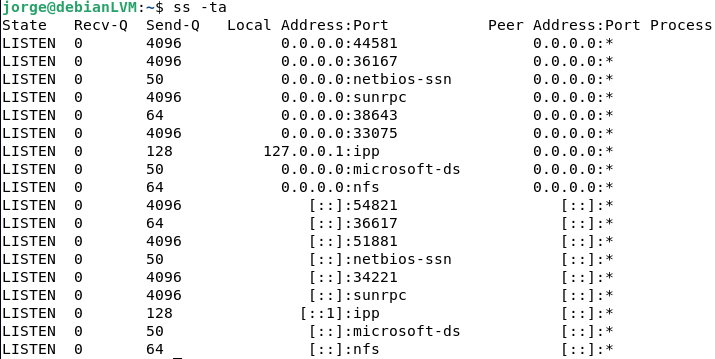 jorge@debianLVM:~$ ss -ta
State Recv-Q Send-Q Local Address:Port Peer Address:Port Process
LISTEN 0 4096 0.0.0.0:44581 0.0.0.0:*
LISTEN 0 4096 0.0.0.0:36167 0.0.0.0:*
LISTEN 0 50 0.0.0.0:netbios-ssn 0.0.0.0:*
LISTEN 0 4096 0.0.0.0:sunrpc 0.0.0.0:*
LISTEN 0 64 0.0.0.0:38643 0.0.0.0:*
LISTEN 0 4096 0.0.0.0:33075 0.0.0.0:*
LISTEN 0 128 127.0.0.1:ipp 0.0.0.0:*
LISTEN 0 50 0.0.0.0:microsoft-ds 0.0.0.0:*
LISTEN 0 64 0.0.0.0:nfs 0.0.0.0:*
LISTEN 0 4096 [::]:54821 [::]:*
LISTEN 0 64 [::]:36617 [::]:*
LISTEN 0 4096 [::]:51881 [::]:*
LISTEN 0 50 [::]:netbios-ssn [::]:*
LISTEN 0 4096 [::]:34221 [::]:*
LISTEN 0 4096 [::]:sunrpc [::]:*
LISTEN 0 128 [::1]:ipp [::]:*
LISTEN 0 50 [::]:microsoft-ds [::]:*
LISTEN 0 64 [::]:nfs [::]:*